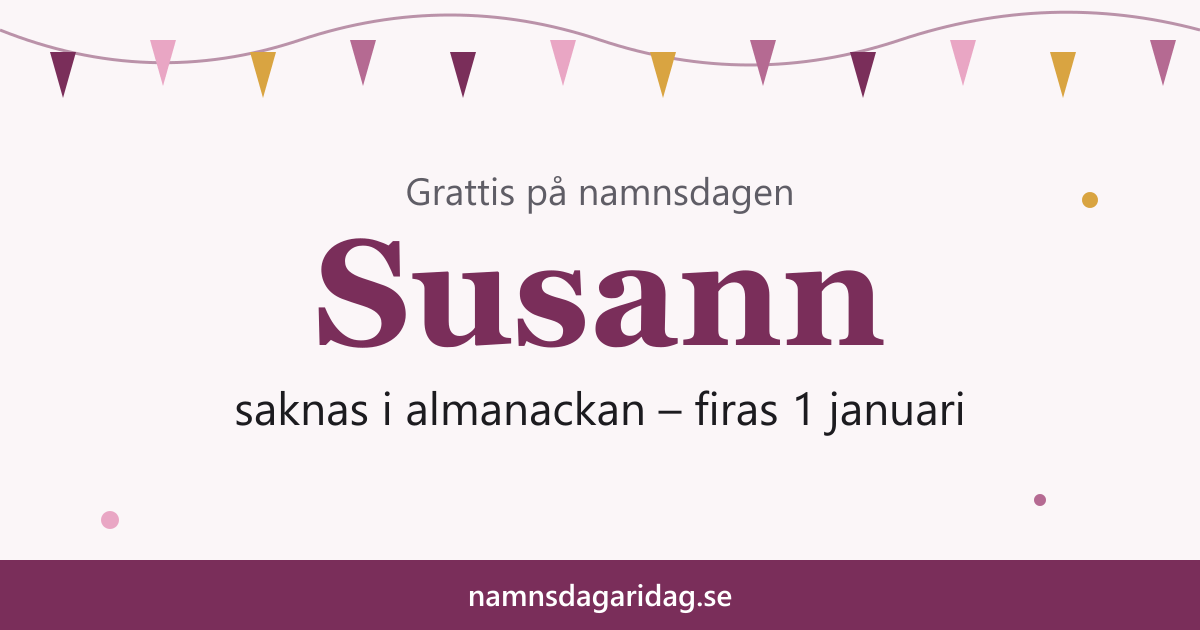 Grattis på namnsdagen
Susann
saknas i almanackan – firas 1 januari
namnsdagaridag.se